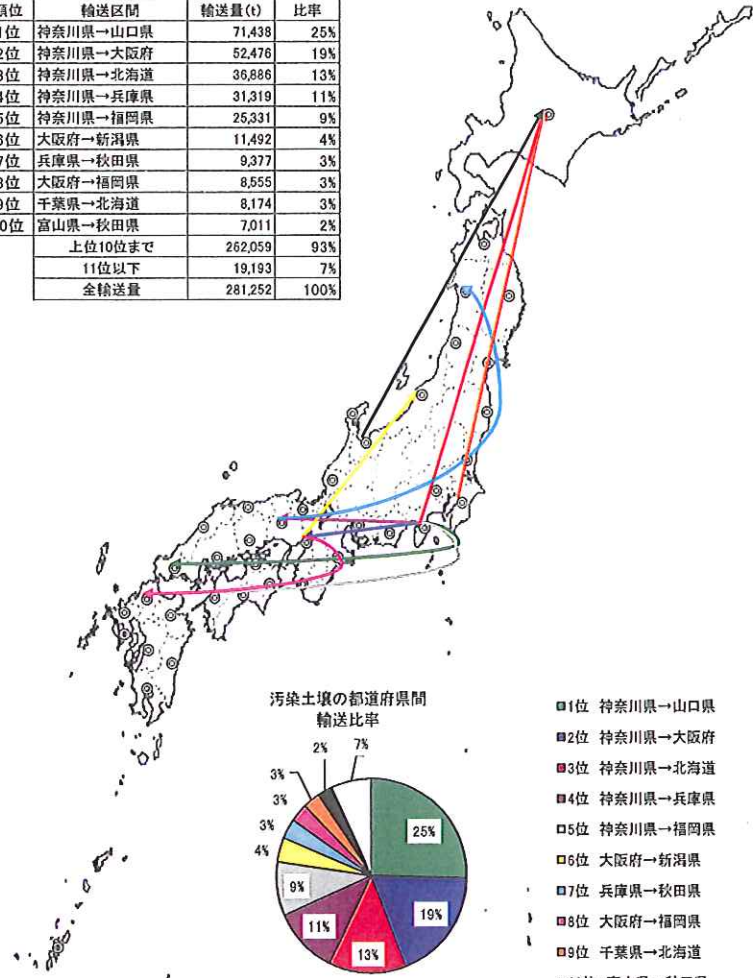 順位 輸送区間 輸送量(t) 比率
1位 神奈川県→山口県 71,438 25%
2位 神奈川県→大阪府 52,476 19%
3位 神奈川県→北海道 36,886 13%
4位 神奈川県→兵庫県 31,319 11%
5位 神奈川県→福岡県 25,331 9%
6位 大阪府→新潟県 11,492 4%
7位 兵庫県→秋田県 9,377 3%
8位 大阪府→福岡県 8,555 3%
9位 千葉県→北海道 8,174 3%
0位 富山県→秋田県 7,011 2%
上位10位まで 262,059 93%
11位以下 19,193 7%
全輸送量 281,252 100%
汚染土壌の都道府県間
輸送比率
7%
2%
3%
3%
3%
4%
9%
11%
13%
19%
25%
1位 神奈川県→山口県
2位 神奈川県→大阪府
3位 神奈川県→北海道
4位 神奈川県→兵庫県
5位 神奈川県→福岡県
6位 大阪府→新潟県
7位 兵庫県→秋田県
8位 大阪府→福岡県
9位 千葉県→北海道